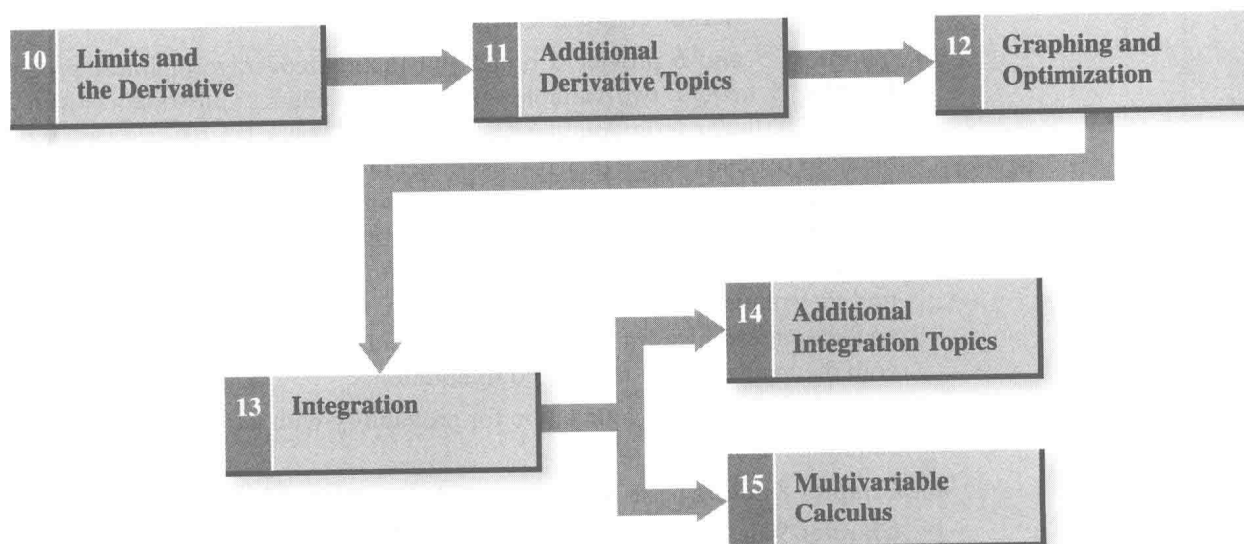 10 Limits and
the Derivative
11 Additional
Derivative Topics
12 Graphing and
Optimization
13 Integration
14 Additional
Integration Topics
15 Multivariable
Calculus